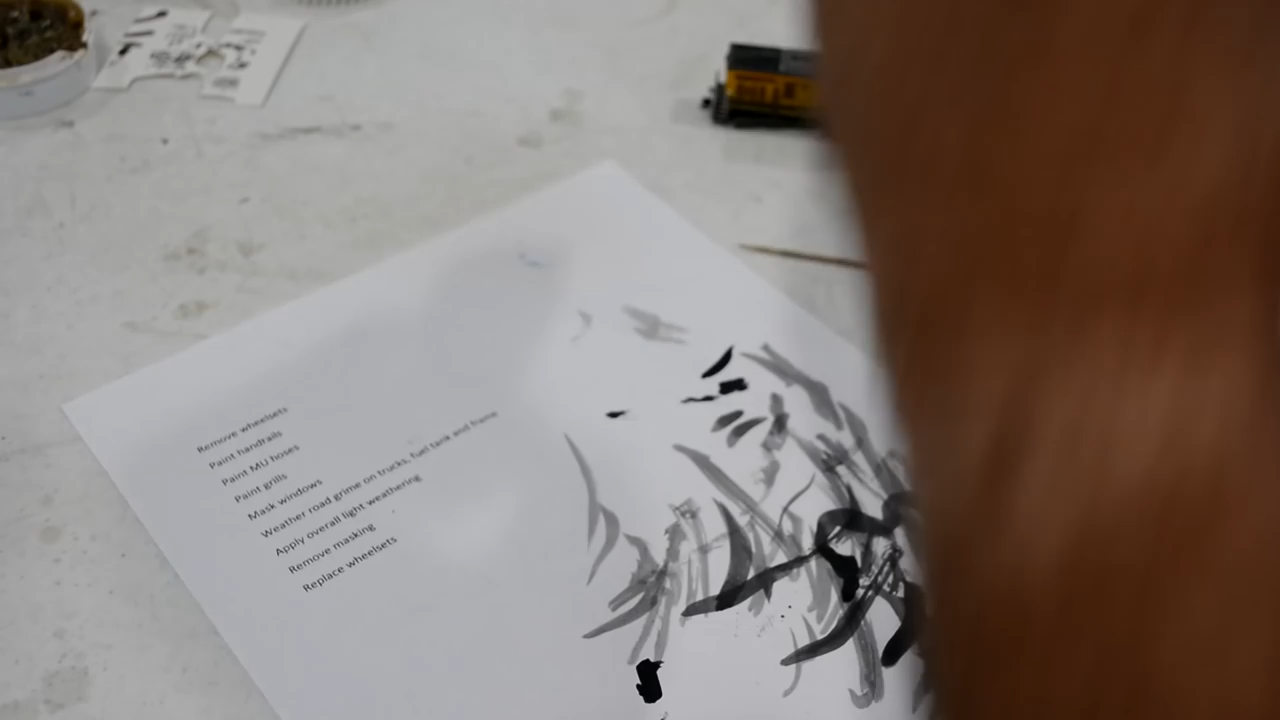 Remove wheelsets
Paint handrails
Paint MU hoses
Paint grills
Mask windows
Weather road grime on trucks, fuel tank and frame
Apply overall light weathering
Remove masking
Replace wheelsets